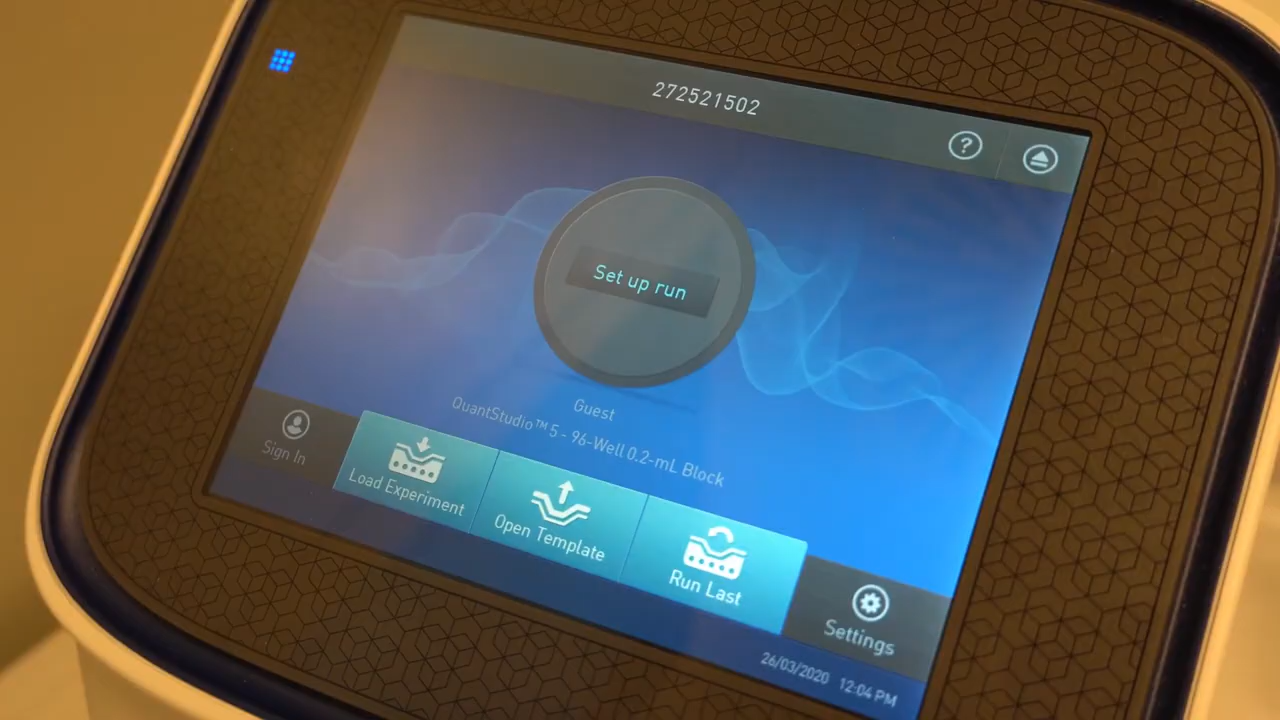 272521502
?
Set up run
Guest
QuantStudio™ 5 - 96-Well 0.2-mL Block
Sign In
Load Experiment
Open Template
Run Last
Settings
26/03/2020 12:04 PM